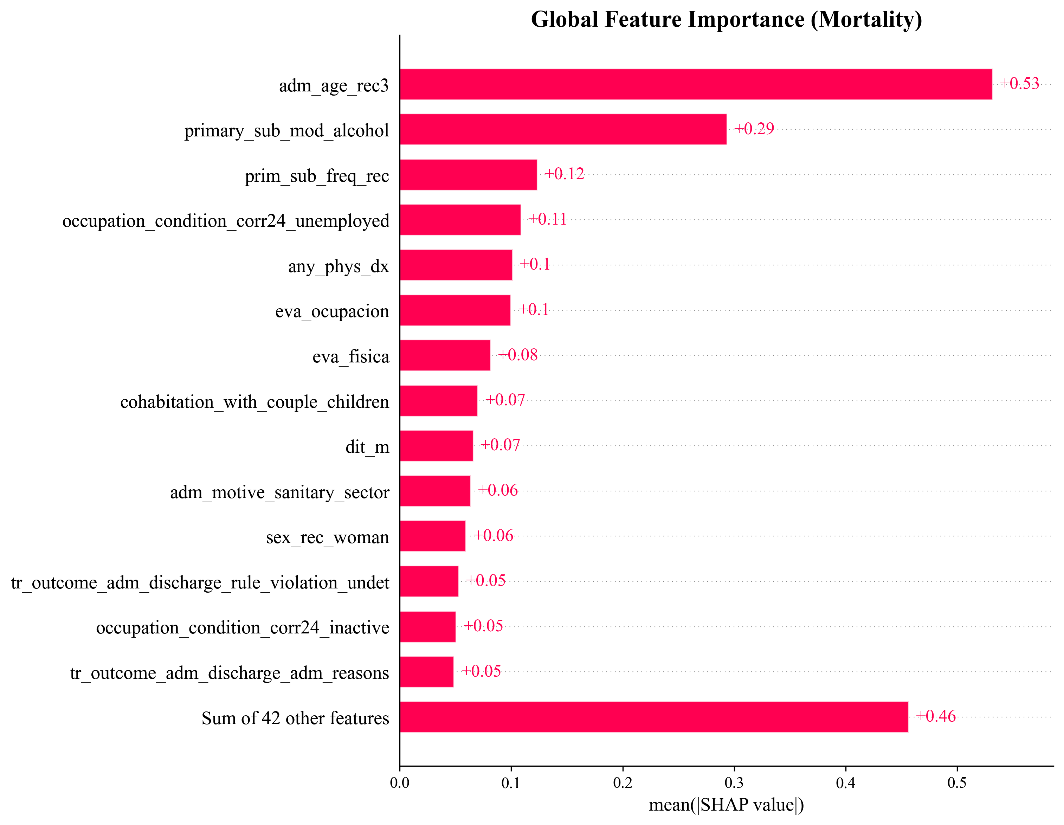 Global Feature Importance (Mortality)
adm_age_rec3 +0.53
primary_sub_mod_alcohol +0.29
prim_sub_freq_rec +0.12
occupation_condition_corr24_unemployed +0.11
any_phys_dx +0.1
eva_ocupacion +0.1
eva_fisica +0.08
cohabitation_with_couple_children +0.07
dit_m +0.07
adm_motive_sanitary_sector +0.06
sex_rec_woman +0.06
tr_outcome_adm_discharge_rule_violation_undet +0.05
occupation_condition_corr24_inactive +0.05
tr_outcome_adm_discharge_adm_reasons +0.05
Sum of 42 other features +0.46
0.0 0.1 0.2 0.3 0.4 0.5
mean(|SHAP value|)